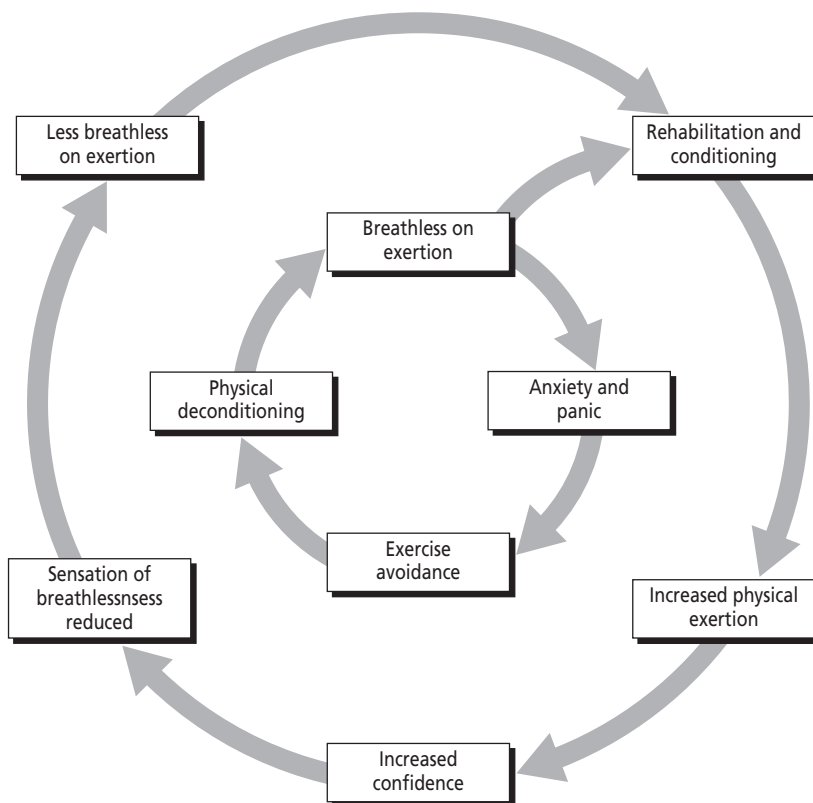 Less breathless
on exertion
Rehabilitation and
conditioning
Breathless on
exertion
Physical
deconditioning
Anxiety and
panic
Exercise
avoidance
Sensation of
breathlessnsess
reduced
Increased physical
exertion
Increased
confidence